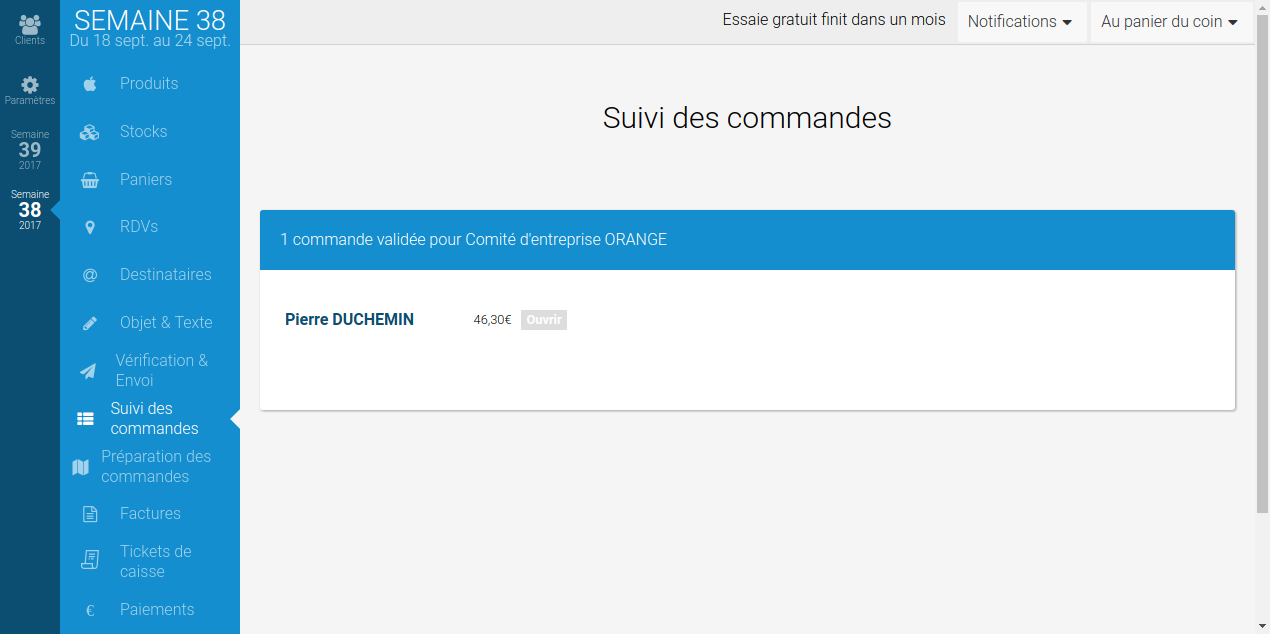 Clients
Paramètres
Semaine
39
2017
Semaine
38
2017
SEMAINE 38
Du 18 sept. au 24 sept.
Produits
Stocks
Paniers
RDVs
Destinataires
Objet & Texte
Vérification &
Envoi
Suivi des
commandes
Préparation des
commandes
Factures
Tickets de
caisse
€ Paiements
Essaie gratuit finit dans un mois
Notifications
Au panier du coin
Suivi des commandes
1 commande validée pour Comité d'entreprise ORANGE
Pierre DUCHEMIN 46,30€ Ouvrir